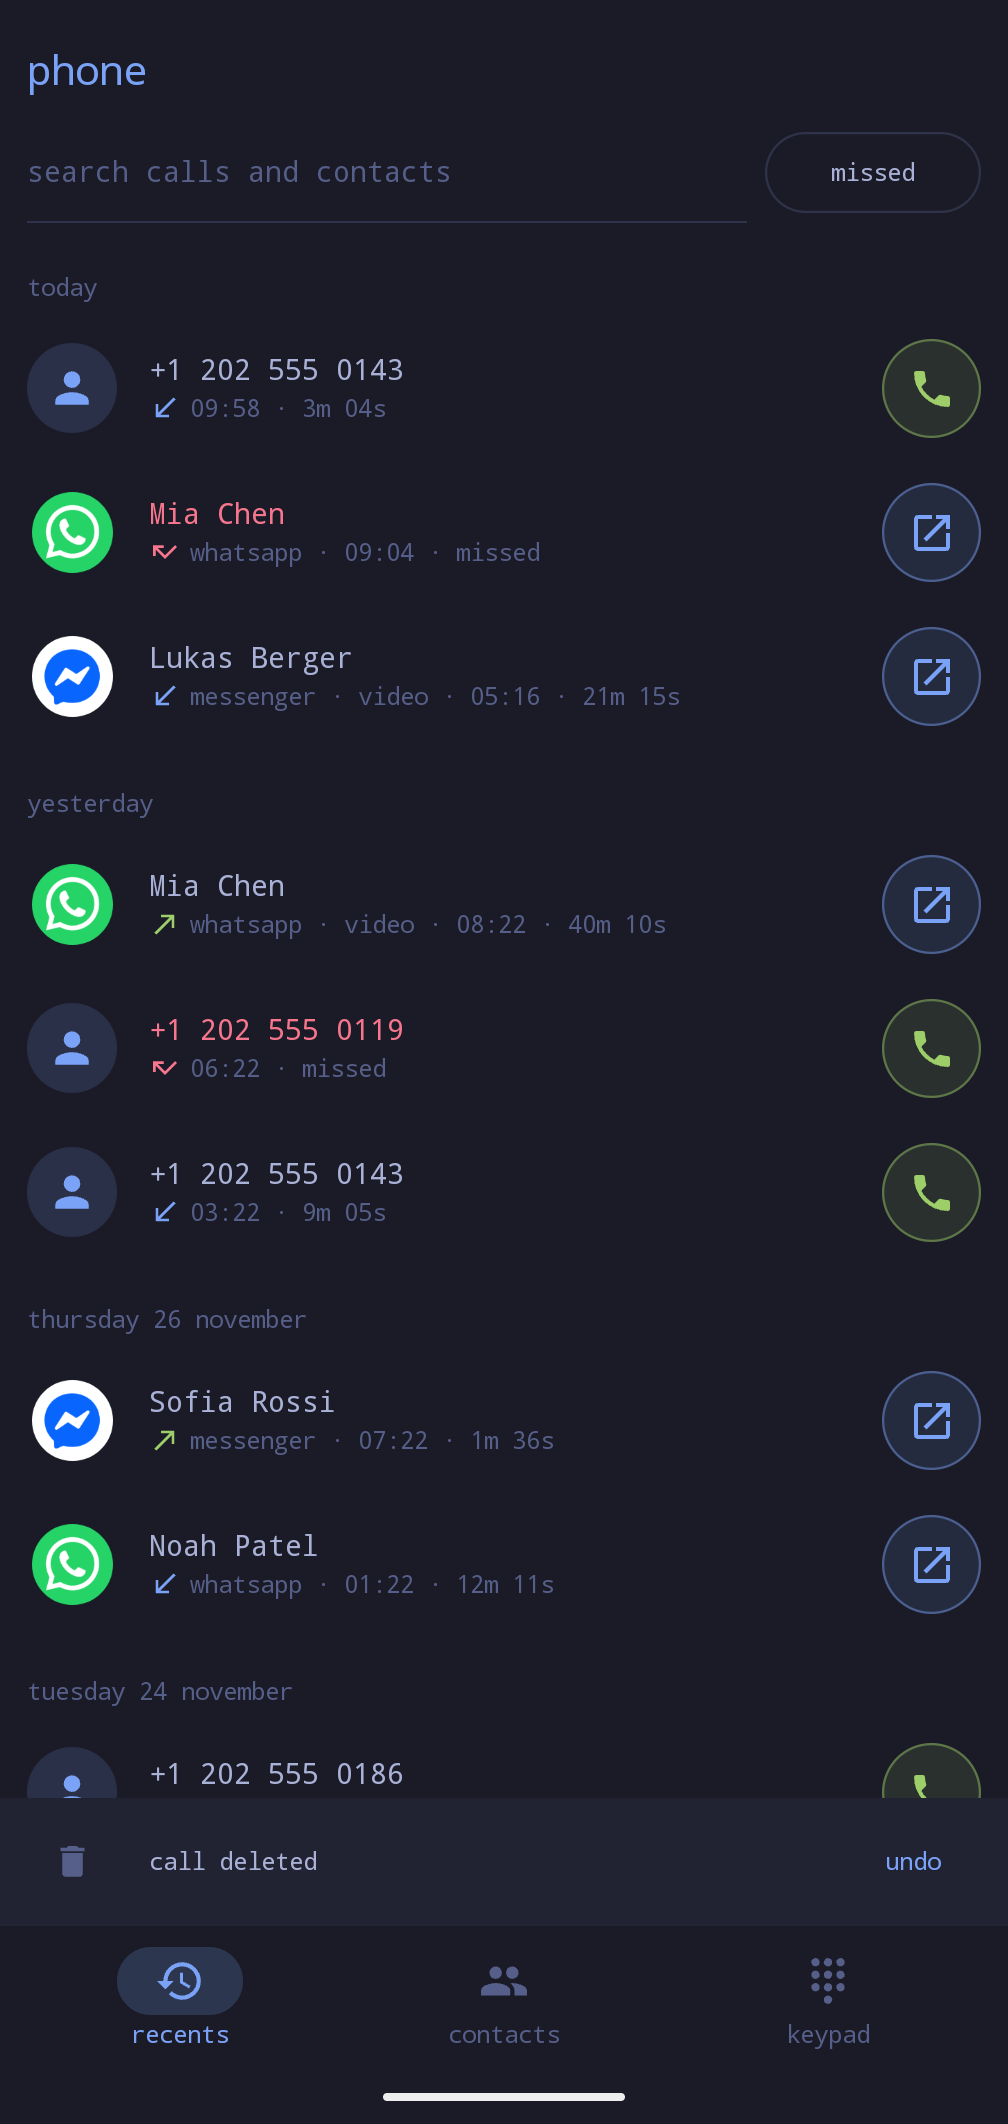 phone
search calls and contacts
missed
today
+1 202 555 0143
09:58 · 3m 04s
Mia Chen
whatsapp · 09:04 · missed
Lukas Berger
messenger · video · 05:16 · 21m 15s
yesterday
Mia Chen
whatsapp · video · 08:22 · 40m 10s
+1 202 555 0119
06:22 · missed
+1 202 555 0143
03:22 · 9m 05s
thursday 26 november
Sofia Rossi
messenger · 07:22 · 1m 36s
Noah Patel
whatsapp · 01:22 · 12m 11s
tuesday 24 november
+1 202 555 0186
call deleted
undo
recents
contacts
keypad